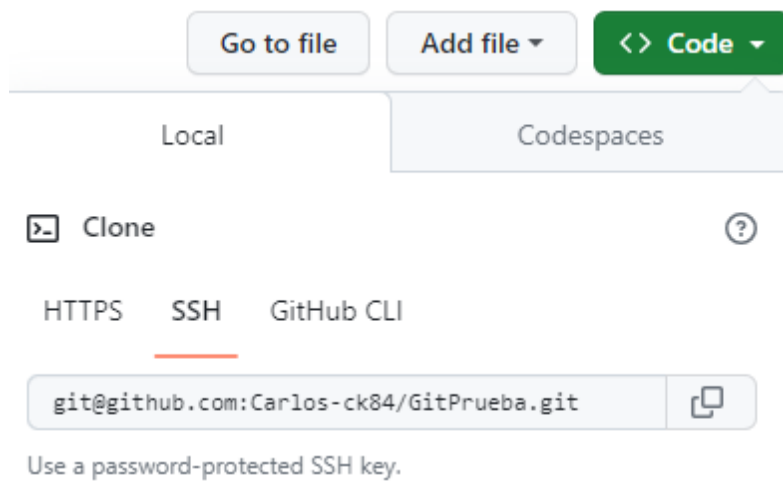 Go to file Add file <> Code
Local Codespaces
Clone
HTTPS SSH GitHub CLI
git@github.com:Carlos-ck84/GitPrueba.git
Use a password-protected SSH key.